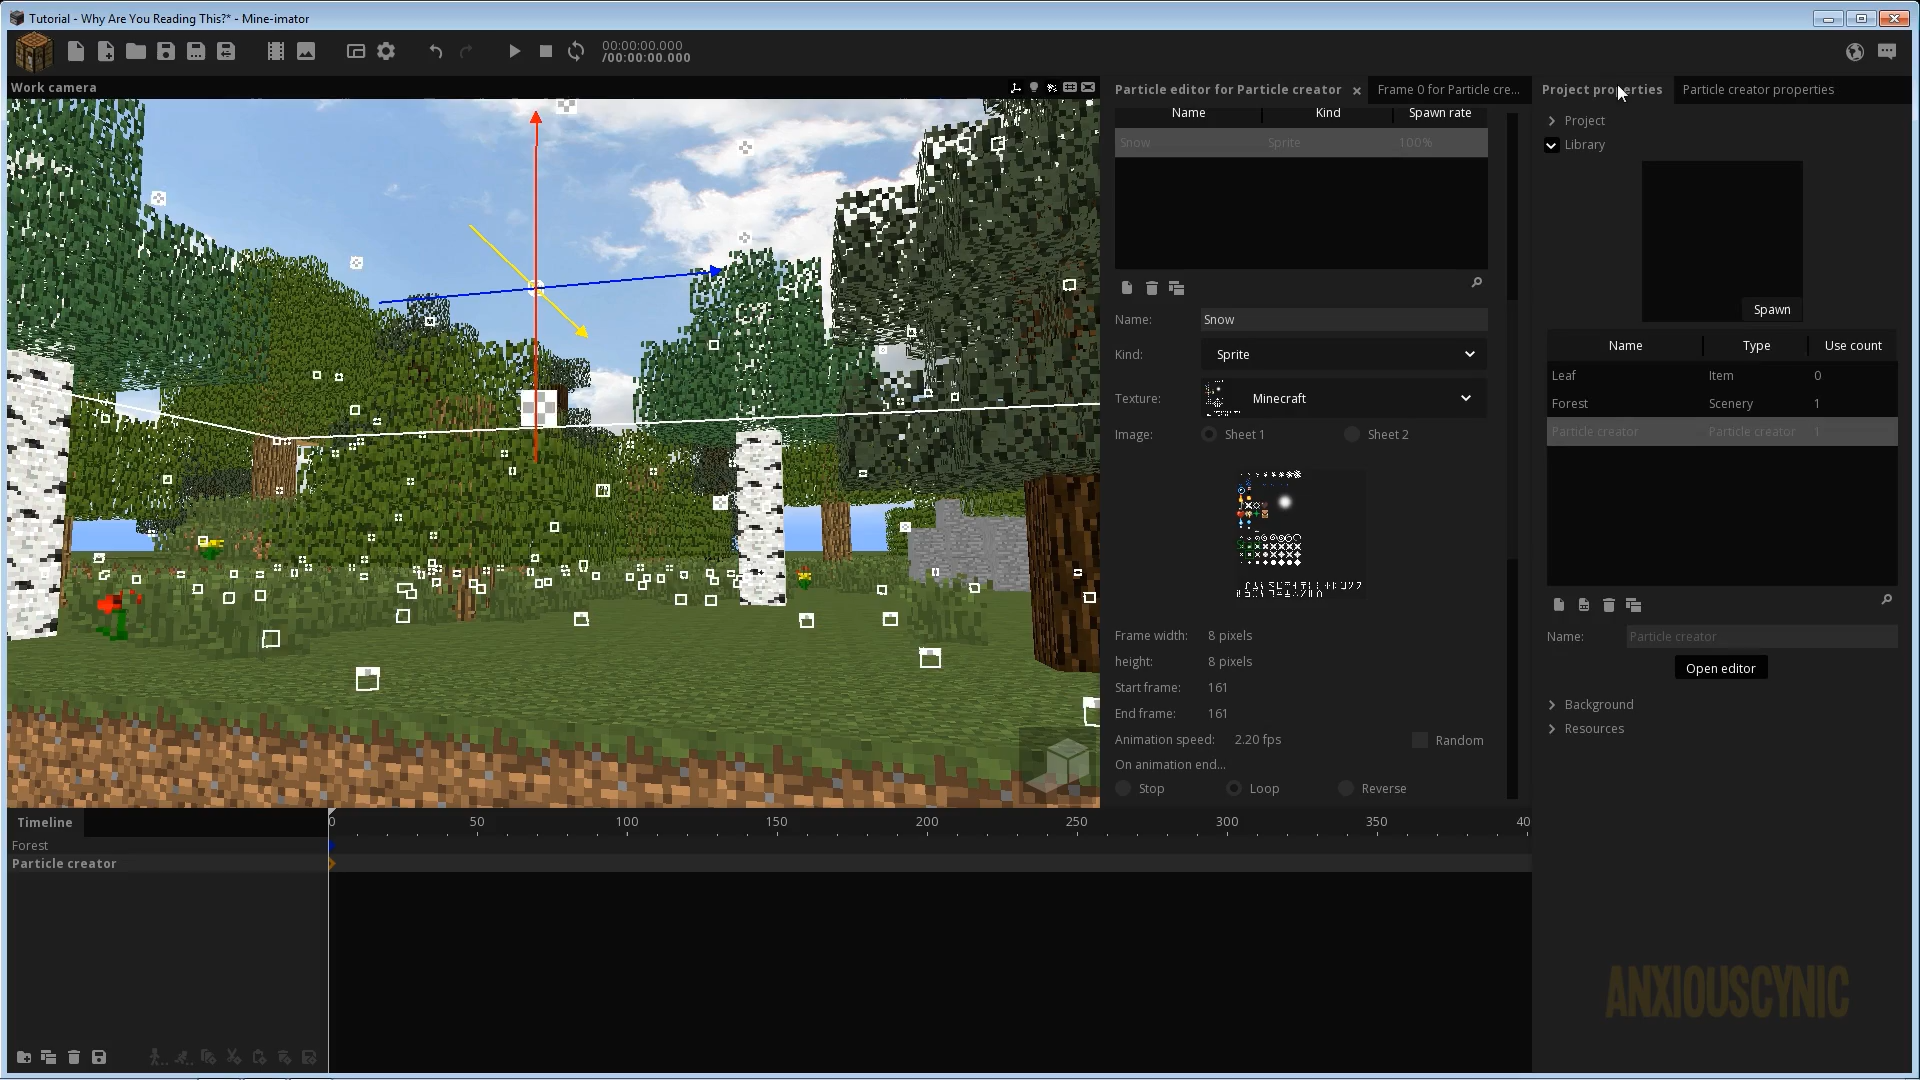 Tutorial - Why Are You Reading This?* - Mine-imator
00:00:00.000
/00:00:00.000
Work camera
Particle editor for Particle creator
Frame 0 for Particle cre...
Project properties
Particle creator properties
Name Kind Spawn rate
Snow Sprite 100%
Name: Snow
Kind: Sprite
Texture: Minecraft
Image: Sheet 1 Sheet 2
Frame width: 8 pixels
height: 8 pixels
Start frame: 161
End frame: 161
Animation speed: 2.20 fps Random
On animation end...
Stop Loop Reverse
Project
Library
Spawn
Name Type Use count
Leaf Item 0
Forest Scenery 1
Particle creator Particle creator 1
Name: Particle creator
Open editor
Background
Resources
Timeline
0 50 100 150 200 250 300 350 40
Forest
Particle creator
ANXIOUSCYNIC